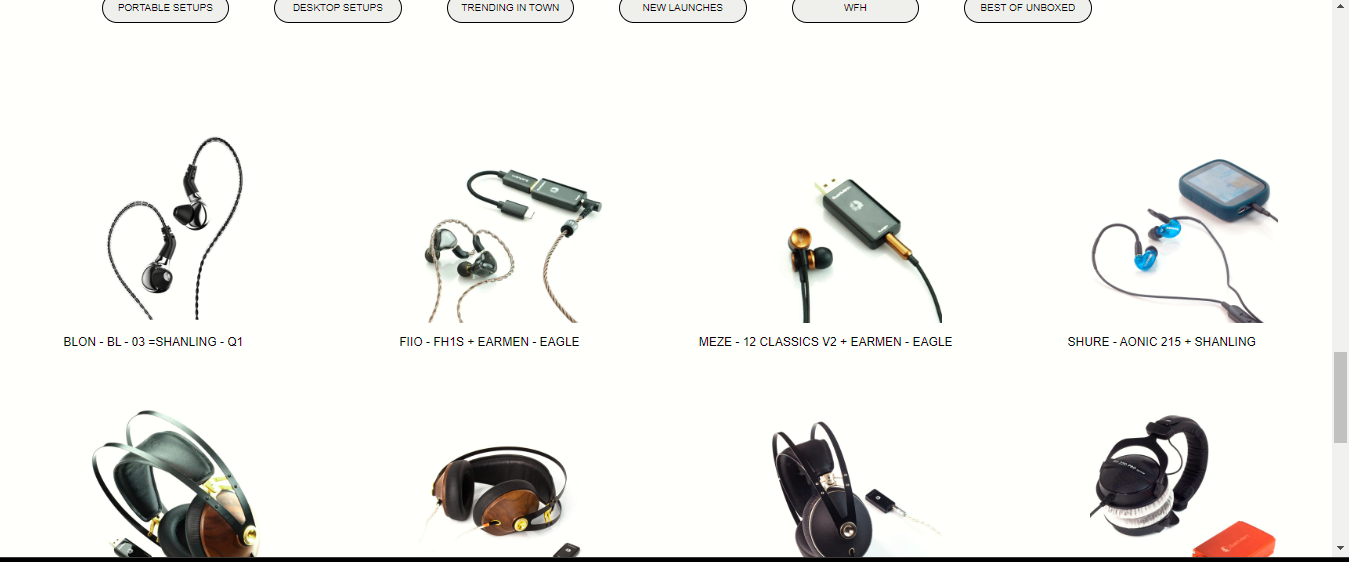 PORTABLE SETUPS
DESKTOP SETUPS
TRENDING IN TOWN
NEW LAUNCHES
WFH
BEST OF UNBOXED
BLON - BL - 03 =SHANLING - Q1
FIIO - FH1S + EARMEN - EAGLE
MEZE - 12 CLASSICS V2 + EARMEN - EAGLE
SHURE - AONIC 215 + SHANLING